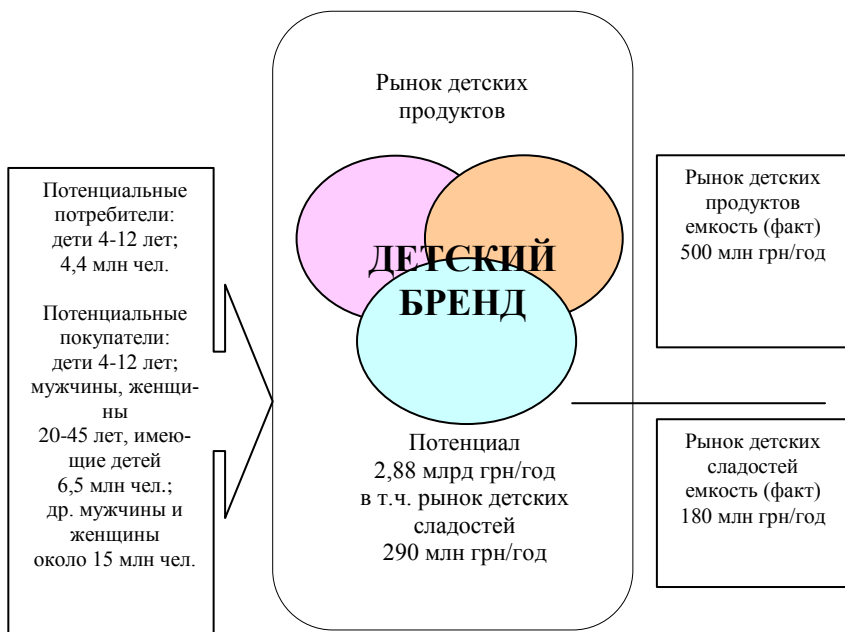 Рынок детских
продуктов
ДЕТСКИЙ
БРЕНД
Потенциал
2,88 млрд грн/год
в т.ч. рынок детских
сладостей
290 млн грн/год
Потенциальные
потребители:
дети 4-12 лет;
4,4 млн чел.
Потенциальные
покупатели:
дети 4-12 лет;
мужчины, женщи-
ны
20-45 лет, имею-
щие детей
6,5 млн чел.;
др. мужчины и
женщины
около 15 млн чел.
Рынок детских
продуктов
емкость (факт)
500 млн грн/год
Рынок детских
сладостей
емкость (факт)
180 млн грн/год